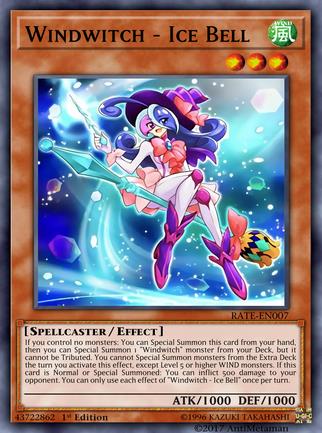 Windwitch - Ice Bell
WIND
風
RATE-EN007
[Spellcaster / Effect]
If you control no monsters: You can Special Summon this card from your hand,
then you can Special Summon 1 "Windwitch" monster from your Deck, but it
cannot be Tributed. You cannot Special Summon monsters from the Extra Deck
the turn you activate this effect, except Level 5 or higher WIND monsters. If this
card is Normal or Special Summoned: You can inflict 500 damage to your
opponent. You can only use each effect of "Windwitch - Ice Bell" once per turn.
ATK/1000 DEF/1000
43722862 1st Edition ©1996 KAZUKI TAKAHASHI
©2017 AntiMetaman